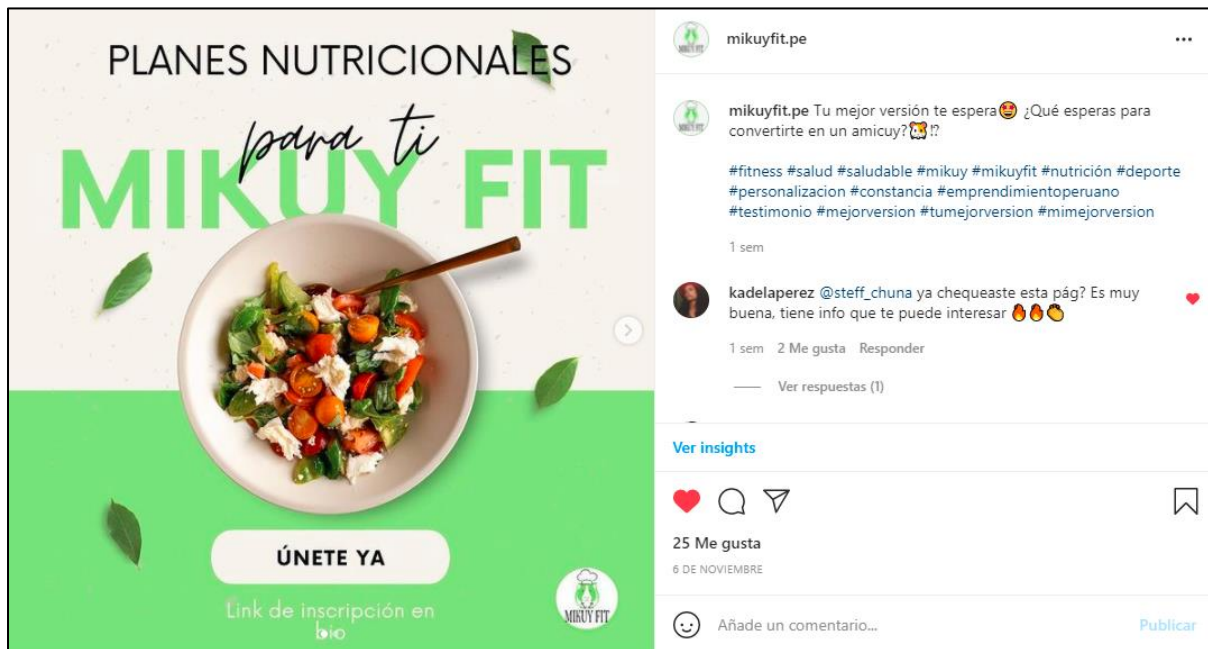 PLANES NUTRICIONALES
para ti
MIKUY FIT
ÚNETE YA
Link de inscripción en
bio
MIKUY FIT
mikuyfit.pe
mikuyfit.pe Tu mejor versión te espera🤩 ¿Qué esperas para
convertirte en un amicuy?🐹⁉
#fitness #salud #saludable #mikuy #mikuyfit #nutrición #deporte
#personalizacion #constancia #emprendimientoperuano
#testimonio #mejorversion #tumejorversion #mimejorversion
1 sem
kadelaperez @steff_chuna ya chequeaste esta pág? Es muy
buena, tiene info que te puede interesar 🔥🔥👏
1 sem 2 Me gusta Responder
Ver respuestas (1)
Ver insights
25 Me gusta
6 DE NOVIEMBRE
Añade un comentario...
Publicar